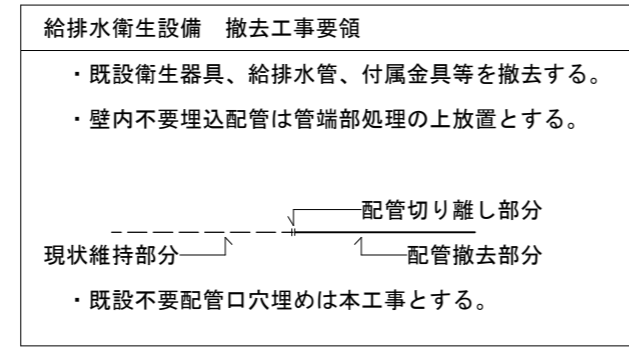 給排水衛生設備　撤去工事要領
・既設衛生器具、給排水管、付属金具等を撤去する。
・壁内不要埋込配管は管端部処理の上放置とする。
配管切り離し部分
現状維持部分
配管撤去部分
・既設不要配管口穴埋めは本工事とする。